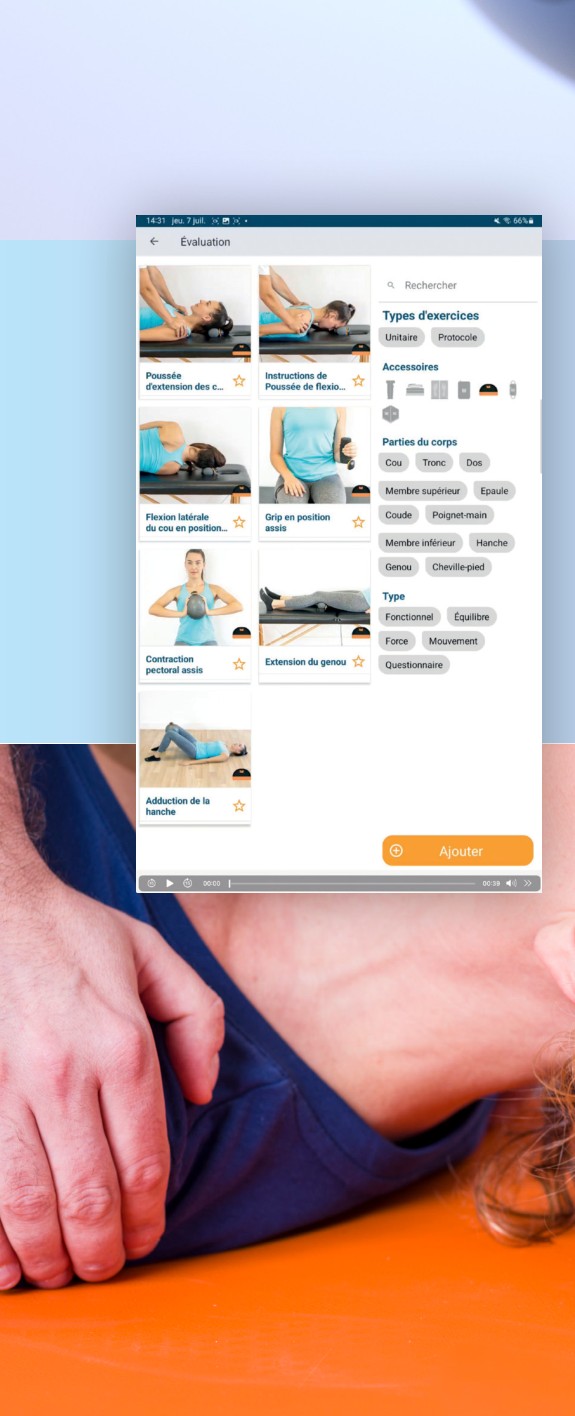 14:31 jeu. 7 juil.
66%
Évaluation
Poussée
d'extension des c...
Instructions de
Poussée de flexio...
Flexion latérale
du cou en position...
Grip en position
assis
Contraction
pectoral assis
Extension du genou
Adduction de la
hanche
Rechercher
Types d'exercices
Unitaire Protocole
Accessoires
Parties du corps
Cou Tronc Dos
Membre supérieur Epaule
Coude Poignet-main
Membre inférieur Hanche
Genou Cheville-pied
Type
Fonctionnel Équilibre
Force Mouvement
Questionnaire
Ajouter
00:00 00:38